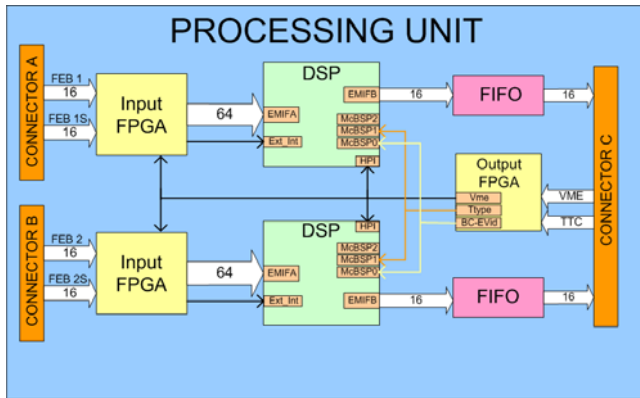 PROCESSING UNIT
CONNECTOR A
FEB 1
16
FEB 1S
16
Input
FPGA
64
DSP
EMIFB
EMIFA
McBSP2
McBSP1
McBSP0
Ext_Int
HPI
16
FIFO
16
CONNECTOR C
Output
FPGA
Vme
Ttype
BC-EVid
VME
TTC
CONNECTOR B
FEB 2
16
FEB 2S
16
Input
FPGA
64
HPI
DSP
McBSP2
McBSP1
McBSP0
EMIFA
Ext_Int
EMIFB
16
FIFO
16